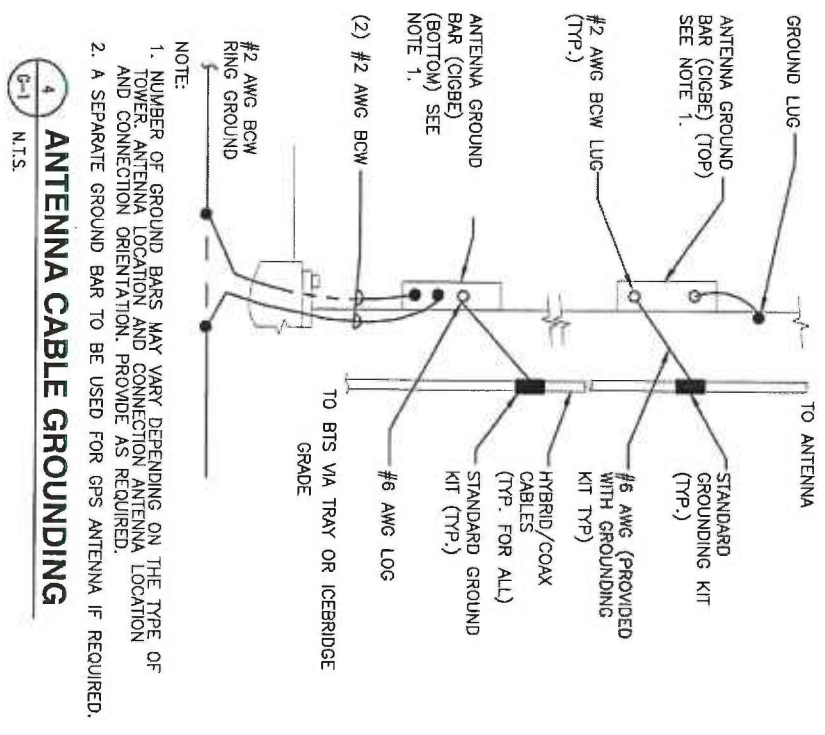 GROUND LUG
ANTENNA GROUND
BAR (CIGBE) (TOP)
SEE NOTE 1.
#2 AWG BCW LUG
(TYP.)
ANTENNA GROUND
BAR (CIGBE)
(BOTTOM) SEE
NOTE 1.
(2) #2 AWG BCW
#2 AWG BCW
RING GROUND
TO ANTENNA
STANDARD
GROUNDING KIT
(TYP.)
#6 AWG (PROVIDED
WITH GROUNDING
KIT TYP)
HYBRID/COAX
CABLES
(TYP. FOR ALL)
STANDARD GROUND
KIT (TYP.)
#6 AWG LOG
TO BTS VIA TRAY OR ICEBRIDGE
GRADE
NOTE:
1. NUMBER OF GROUND BARS MAY VARY DEPENDING ON THE TYPE OF
TOWER, ANTENNA LOCATION AND CONNECTION ANTENNA LOCATION
AND CONNECTION ORIENTATION. PROVIDE AS REQUIRED.
2. A SEPARATE GROUND BAR TO BE USED FOR GPS ANTENNA IF REQUIRED.
4
G-1
ANTENNA CABLE GROUNDING
N.T.S.